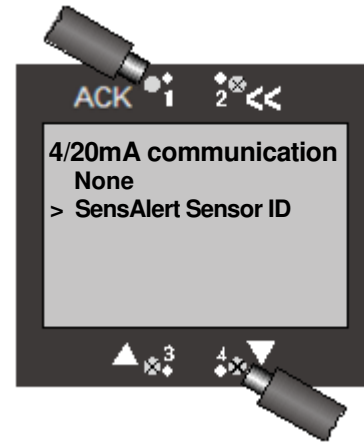 ACK 1 2 <<
4/20mA communication
None
> SensAlert Sensor ID
▲ 3 4 ▼